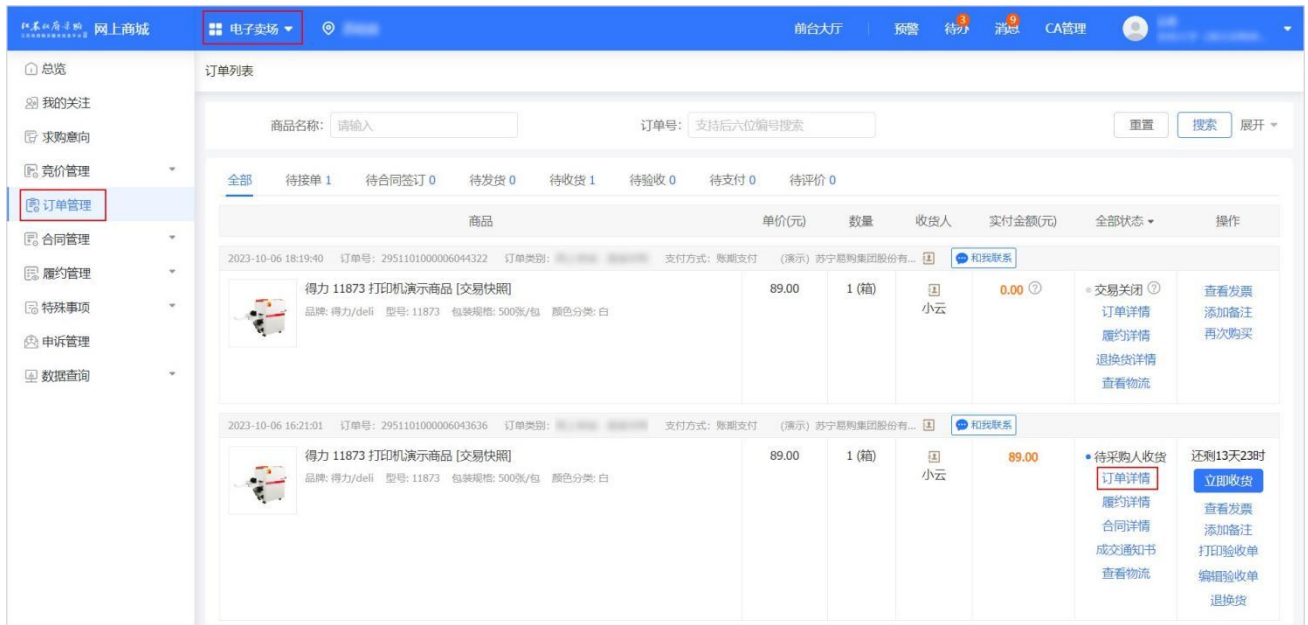 网上商城 电子卖场 前台大厅 预警 待办 3 消息 9 CA管理
总览
我的关注
求购意向
竞价管理
订单管理
合同管理
履约管理
特殊事项
申诉管理
数据查询
订单列表
商品名称: 请输入 订单号: 支持后六位编号搜索 重置 搜索 展开
全部 待接单 1 待合同签订 0 待发货 0 待收货 1 待验收 0 待支付 0 待评价 0
商品 单价(元) 数量 收货人 实付金额(元) 全部状态 操作
2023-10-06 18:19:40 订单号: 2951101000006044322 订单类别: 支付方式: 账期支付 (演示) 苏宁易购集团股份有... 和我联系
得力 11873 打印机演示商品 [交易快照] 89.00 1 (箱) 小云 0.00 交易关闭 查看发票
品牌: 得力/deli 型号: 11873 包装规格: 500张/包 颜色分类: 白 订单详情 添加备注
履约详情 再次购买
退换货详情
查看物流
2023-10-06 16:21:01 订单号: 2951101000006043636 订单类别: 支付方式: 账期支付 (演示) 苏宁易购集团股份有... 和我联系
得力 11873 打印机演示商品 [交易快照] 89.00 1 (箱) 小云 89.00 待采购人收货 还剩13天23时
品牌: 得力/deli 型号: 11873 包装规格: 500张/包 颜色分类: 白 订单详情 立即收货
履约详情 查看发票
合同详情 添加备注
成交通知书 打印验收单
查看物流 编辑验收单
退换货